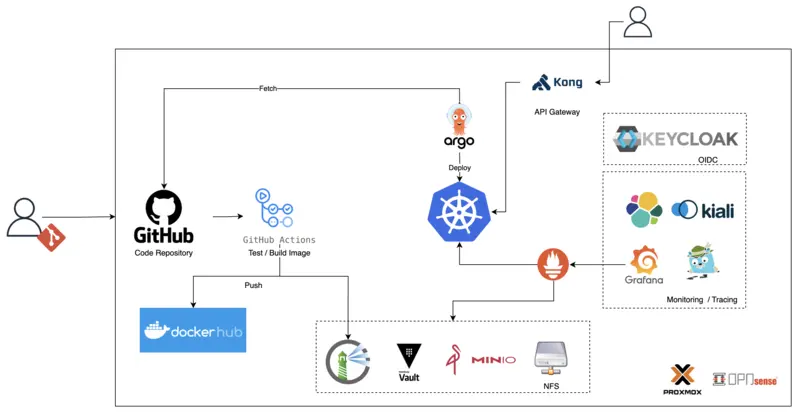 Kong
API Gateway
Fetch
argo
KEYCLOAK
OIDC
Deploy
GitHub
Code Repository
GitHub Actions
Test / Build Image
kiali
Grafana
Monitoring / Tracing
Push
docker hub
Vault
MINIO
NFS
PROXMOX
OPNsense